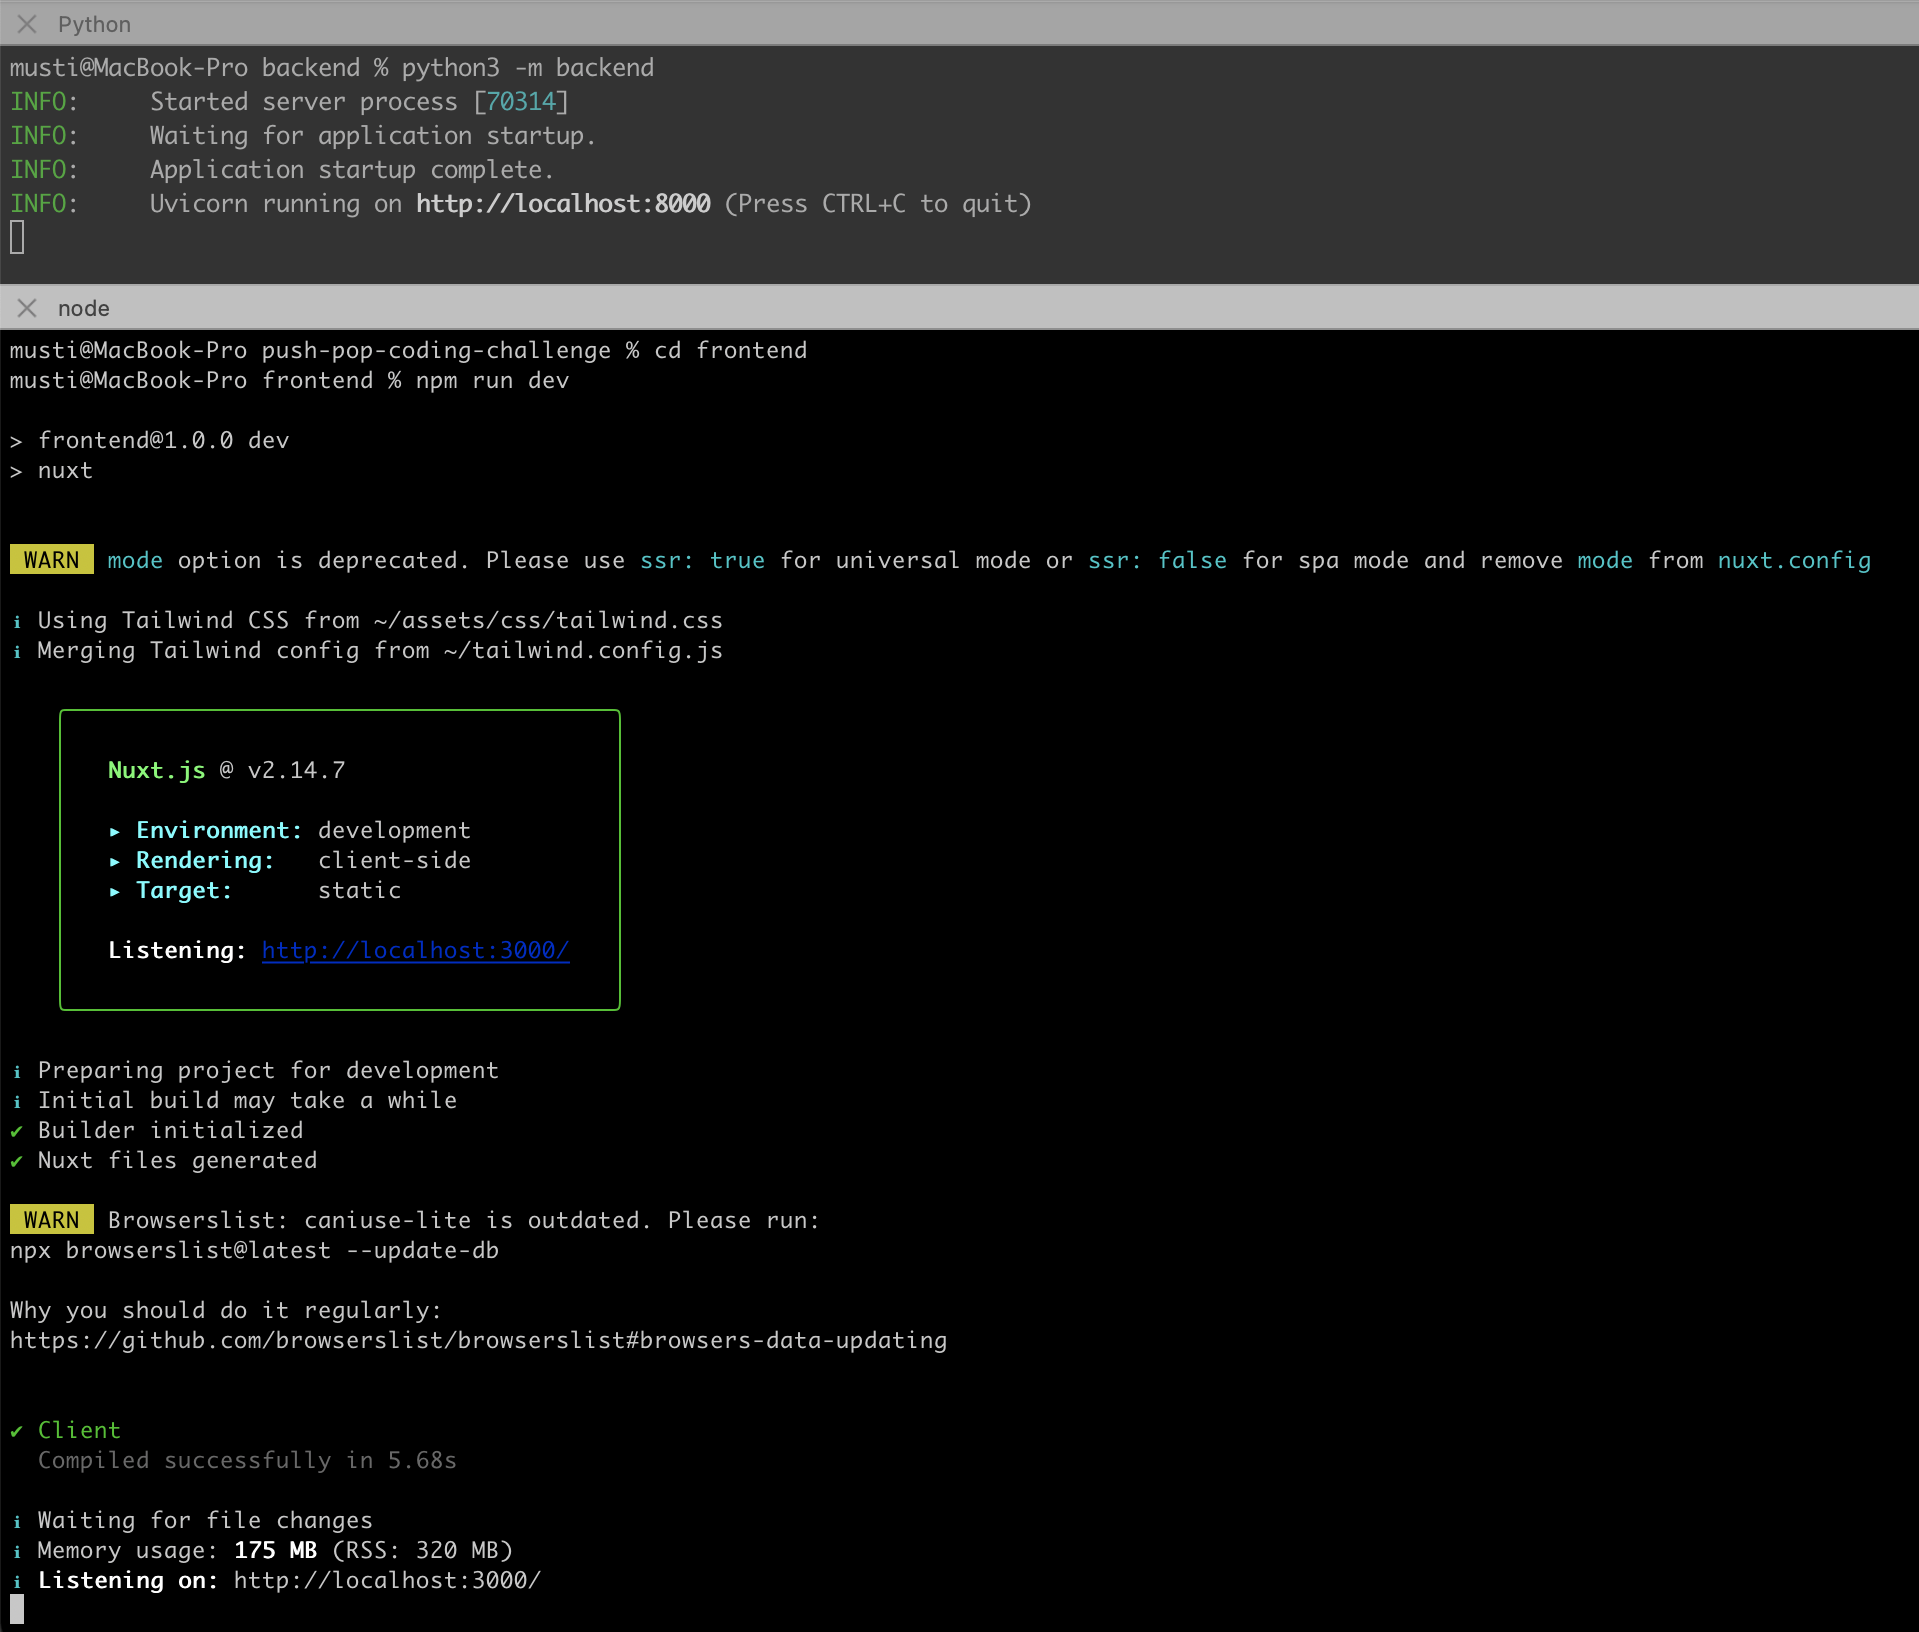 Python
musti@MacBook-Pro backend % python3 -m backend
INFO:     Started server process [70314]
INFO:     Waiting for application startup.
INFO:     Application startup complete.
INFO:     Uvicorn running on http://localhost:8000 (Press CTRL+C to quit)
node
musti@MacBook-Pro push-pop-coding-challenge % cd frontend
musti@MacBook-Pro frontend % npm run dev
> frontend@1.0.0 dev
> nuxt
WARN mode option is deprecated. Please use ssr: true for universal mode or ssr: false for spa mode and remove mode from nuxt.config
ℹ Using Tailwind CSS from ~/assets/css/tailwind.css
ℹ Merging Tailwind config from ~/tailwind.config.js
Nuxt.js @ v2.14.7
▸ Environment: development
▸ Rendering:   client-side
▸ Target:      static
Listening: http://localhost:3000/
ℹ Preparing project for development
ℹ Initial build may take a while
✔ Builder initialized
✔ Nuxt files generated
WARN Browserslist: caniuse-lite is outdated. Please run:
npx browserslist@latest --update-db
Why you should do it regularly:
https://github.com/browserslist/browserslist#browsers-data-updating
✔ Client
Compiled successfully in 5.68s
ℹ Waiting for file changes
ℹ Memory usage: 175 MB (RSS: 320 MB)
ℹ Listening on: http://localhost:3000/